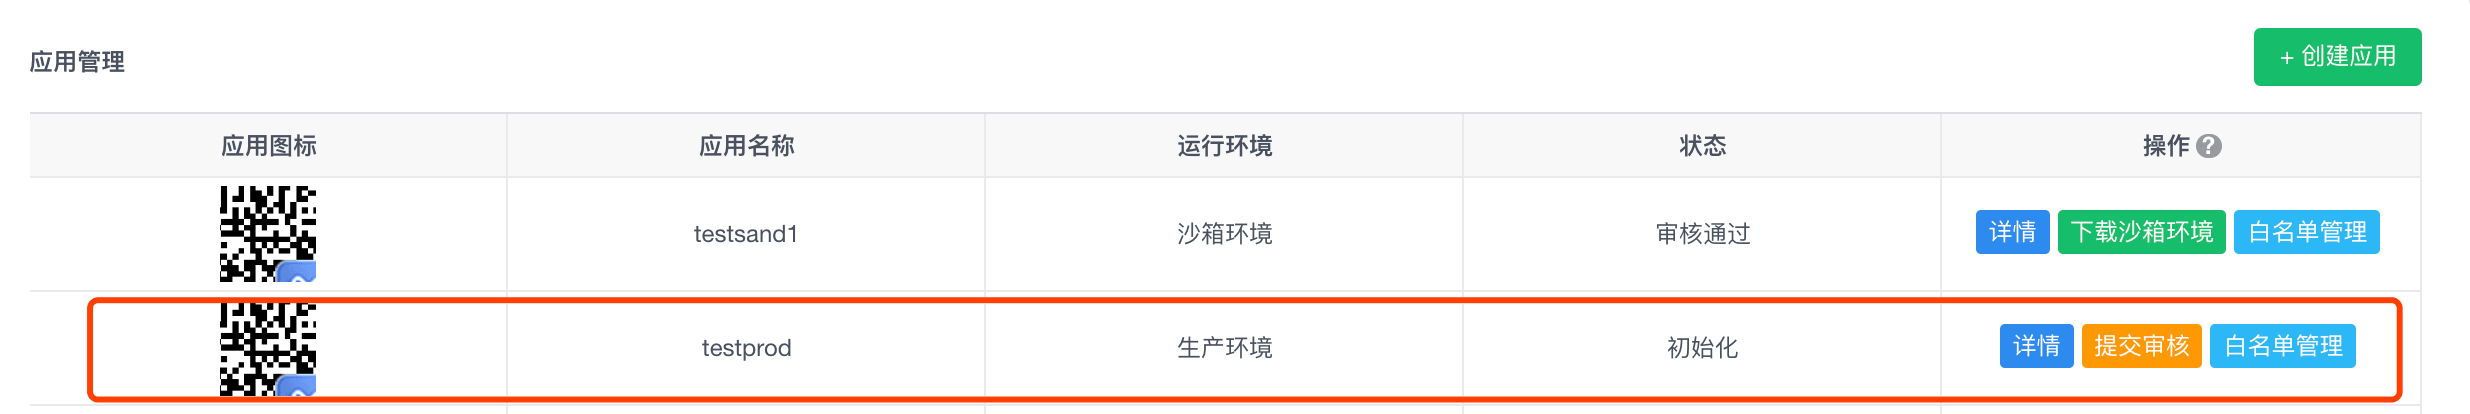 应用管理
+ 创建应用
应用图标 应用名称 运行环境 状态 操作 ?
testsand1 沙箱环境 审核通过 详情 下载沙箱环境 白名单管理
testprod 生产环境 初始化 详情 提交审核 白名单管理